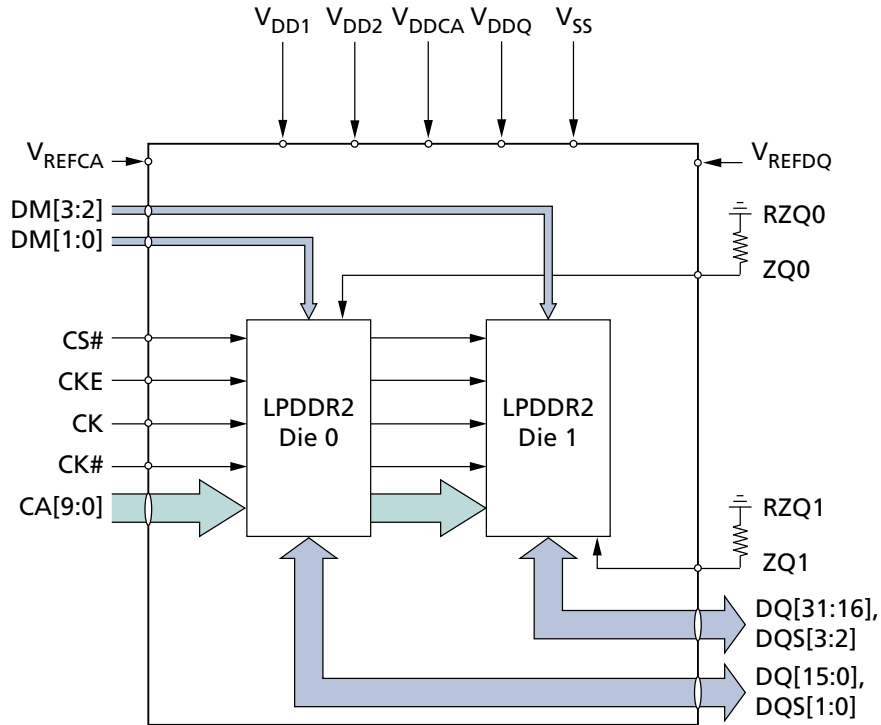 VDD1 VDD2 VDDCA VDDQ VSS
VREFCA
VREFDQ
DM[3:2]
DM[1:0]
RZQ0
ZQ0
CS#
CKE
CK
CK#
CA[9:0]
LPDDR2
Die 0
LPDDR2
Die 1
RZQ1
ZQ1
DQ[31:16],
DQS[3:2]
DQ[15:0],
DQS[1:0]